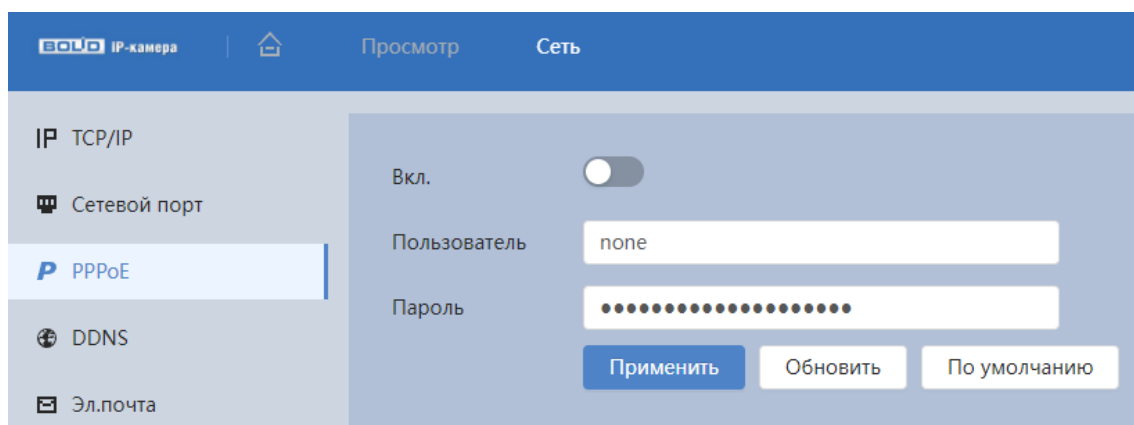 BOLID IP-камера Просмотр Сеть
IP TCP/IP
Сетевой порт
P PPPoE
DDNS
Эл.почта
Вкл.
Пользователь none
Пароль ••••••••••••••••••••
Применить Обновить По умолчанию